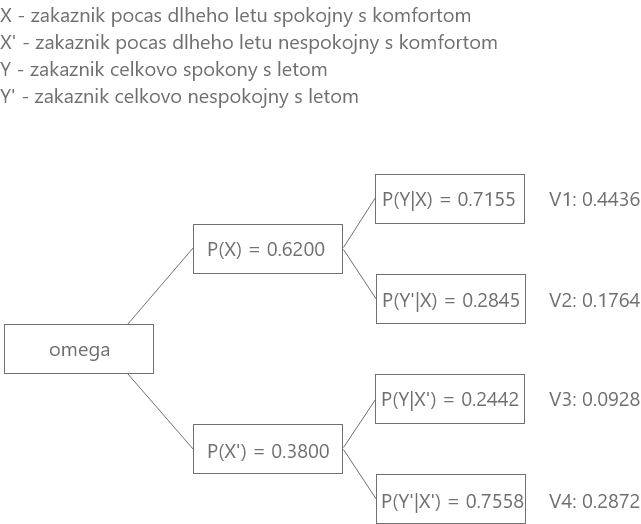 X - zakaznik pocas dlheho letu spokojny s komfortom
X' - zakaznik pocas dlheho letu nespokojny s komfortom
Y - zakaznik celkovo spokony s letom
Y' - zakaznik celkovo nespokojny s letom
P(Y|X) = 0.7155 V1: 0.4436
P(X) = 0.6200
P(Y'|X) = 0.2845 V2: 0.1764
omega
P(Y|X') = 0.2442 V3: 0.0928
P(X') = 0.3800
P(Y'|X') = 0.7558 V4: 0.2872